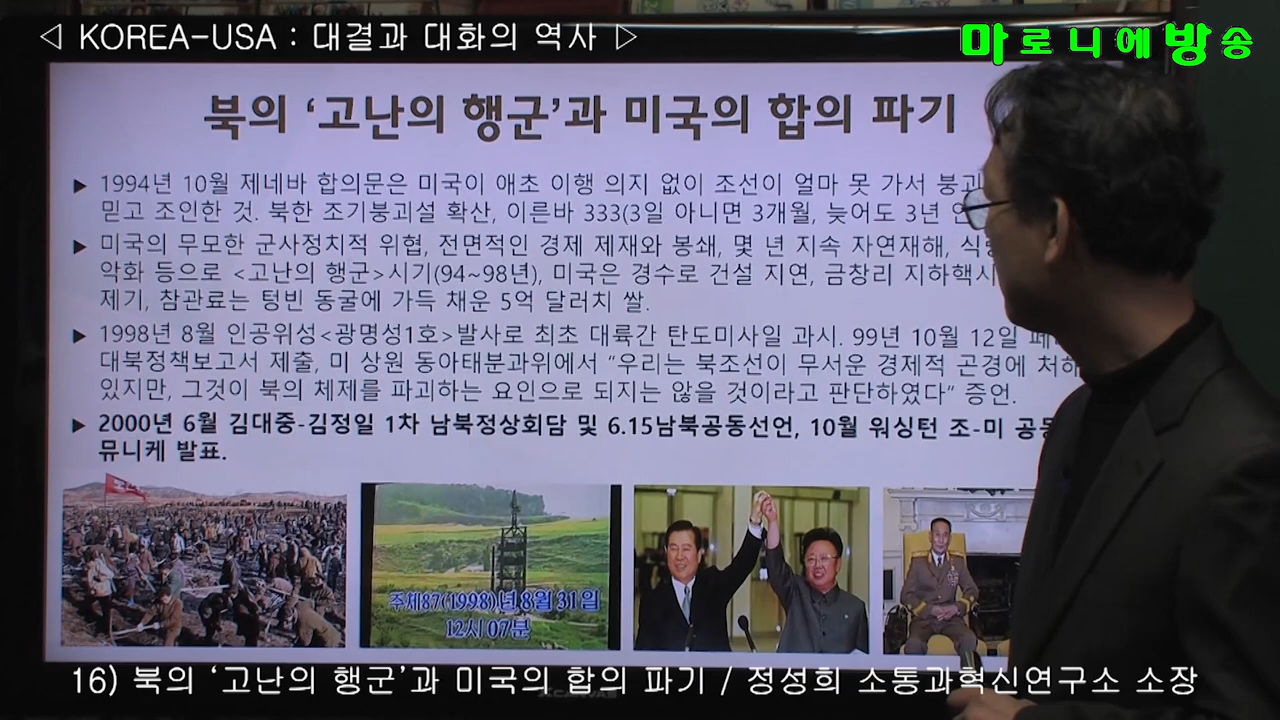 ◁ KOREA-USA : 대결과 대화의 역사 ▷
마로니에방송
북의 ‘고난의 행군’과 미국의 합의 파기
▶ 1994년 10월 제네바 합의문은 미국이 애초 이행 의지 없이 조선이 얼마 못 가서
믿고 조인한 것. 북한 조기붕괴설 확산, 이른바 333(3일 아니면 3개월, 늦어도 3년
▶ 미국의 무모한 군사정치적 위협, 전면적인 경제 제재와 봉쇄, 몇 년 지속 자연재해,
악화 등으로 <고난의 행군>시기(94~98년), 미국은 경수로 건설 지연, 금창리
제기, 참관료는 텅빈 동굴에 가득 채운 5억 달러치 쌀.
▶ 1998년 8월 인공위성<광명성1호>발사로 최초 대륙간 탄도미사일 과시. 99년 10월 12일
대북정책보고서 제출, 미 상원 동아태분과위에서 “우리는 북조선이 무서운 경제적 곤경에 처해
있지만, 그것이 북의 체제를 파괴하는 요인으로 되지는 않을 것이라고 판단하였다” 증언.
▶ 2000년 6월 김대중-김정일 1차 남북정상회담 및 6.15남북공동선언, 10월 워싱턴 조-미
뮤니케 발표.
주체87(1998)년 8월 31일
12시 07분
16) 북의 ‘고난의 행군’과 미국의 합의 파기 / 정성희 소통과혁신연구소 소장